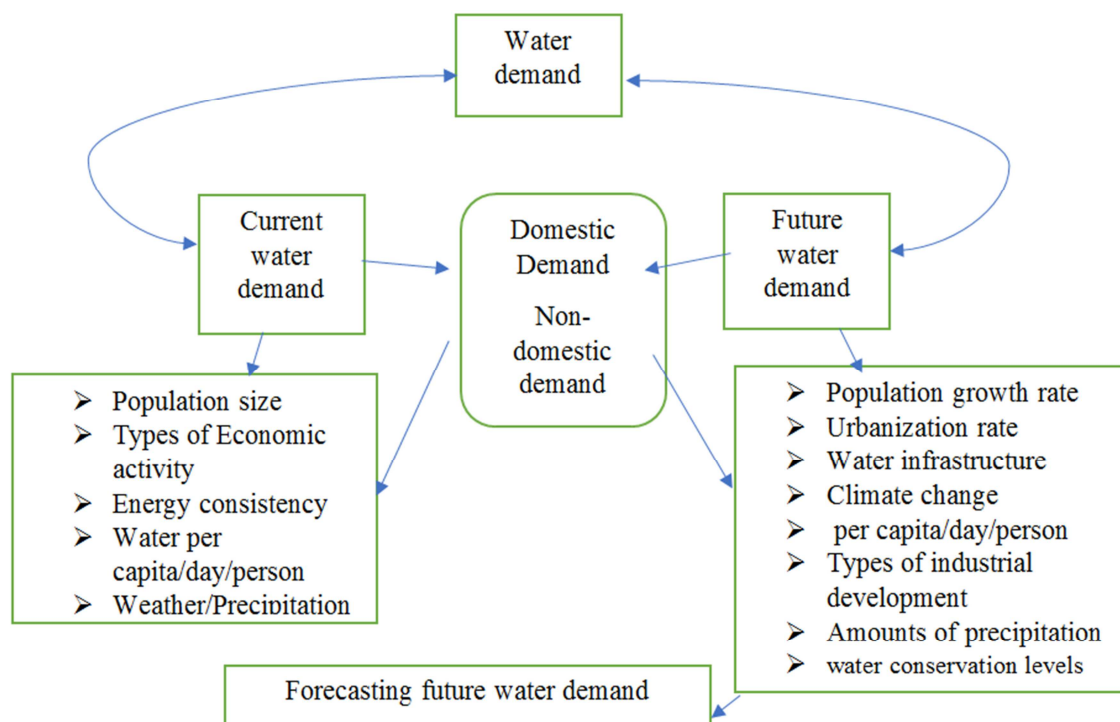 Water
demand
Current
water
demand
Domestic
Demand
Non-
domestic
demand
Future
water
demand
➢ Population size
➢ Types of Economic
activity
➢ Energy consistency
➢ Water per
capita/day/person
➢ Weather/Precipitation
➢ Population growth rate
➢ Urbanization rate
➢ Water infrastructure
➢ Climate change
➢ per capita/day/person
➢ Types of industrial
development
➢ Amounts of precipitation
➢ water conservation levels
Forecasting future water demand